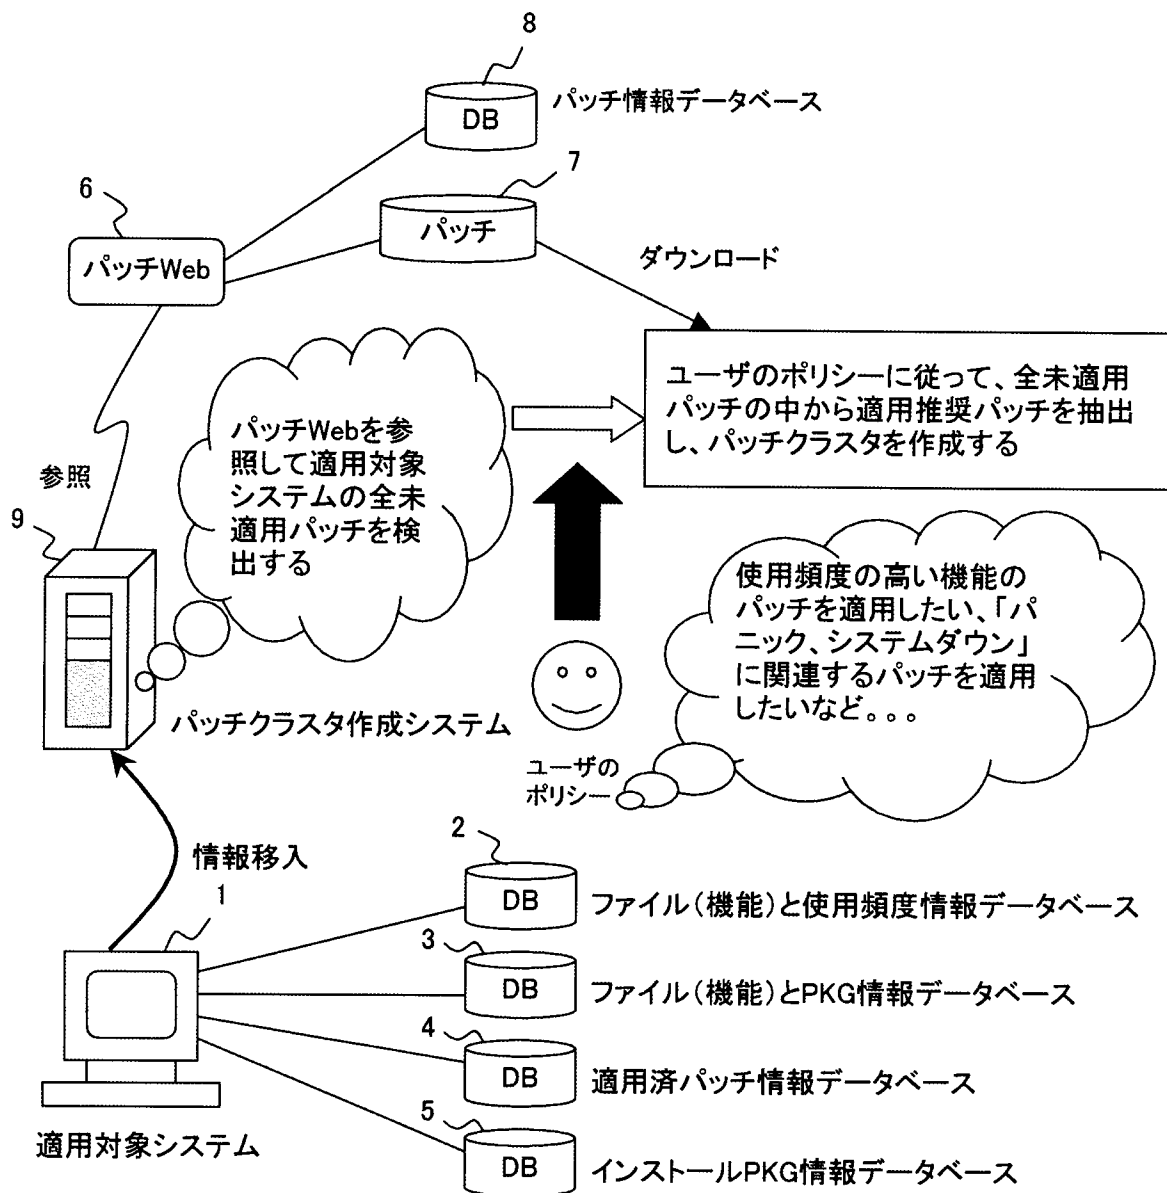 8
DB
パッチ情報データベース
7
パッチ
6
パッチWeb
ダウンロード
ユーザのポリシーに従って、全未適用
パッチの中から適用推奨パッチを抽出
し、パッチクラスタを作成する
パッチWebを参
照して適用対象
システムの全未
適用パッチを検
出する
参照
9
使用頻度の高い機能の
パッチを適用したい、「パ
ニック、システムダウン」
に関連するパッチを適用
したいなど。。。
パッチクラスタ作成システム
ユーザの
ポリシー
情報移入
1
2
DB
ファイル(機能)と使用頻度情報データベース
3
DB
ファイル(機能)とPKG情報データベース
4
DB
適用済パッチ情報データベース
5
DB
インストールPKG情報データベース
適用対象システム